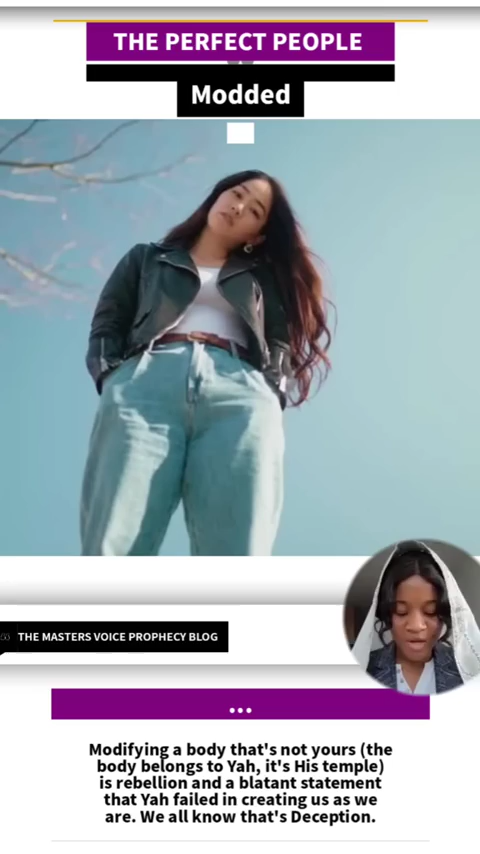 THE PERFECT PEOPLE
Modded
THE MASTERS VOICE PROPHECY BLOG
...
Modifying a body that's not yours (the
body belongs to Yah, it's His temple)
is rebellion and a blatant statement
that Yah failed in creating us as we
are. We all know that's Deception.